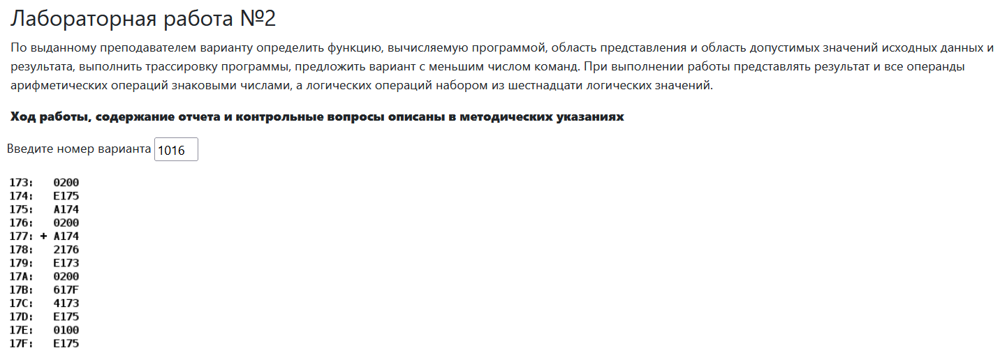 Лабораторная работа №2
По выданному преподавателем варианту определить функцию, вычисляемую программой, область представления и область допустимых значений исходных данных и
результата, выполнить трассировку программы, предложить вариант с меньшим числом команд. При выполнении работы представлять результат и все операнды
арифметических операций знаковыми числами, а логических операций набором из шестнадцати логических значений.
Ход работы, содержание отчета и контрольные вопросы описаны в методических указаниях
Введите номер варианта 1016
173: 0200
174: E175
175: A174
176: 0200
177: + A174
178: 2176
179: E173
17A: 0200
17B: 617F
17C: 4173
17D: E175
17E: 0100
17F: E175